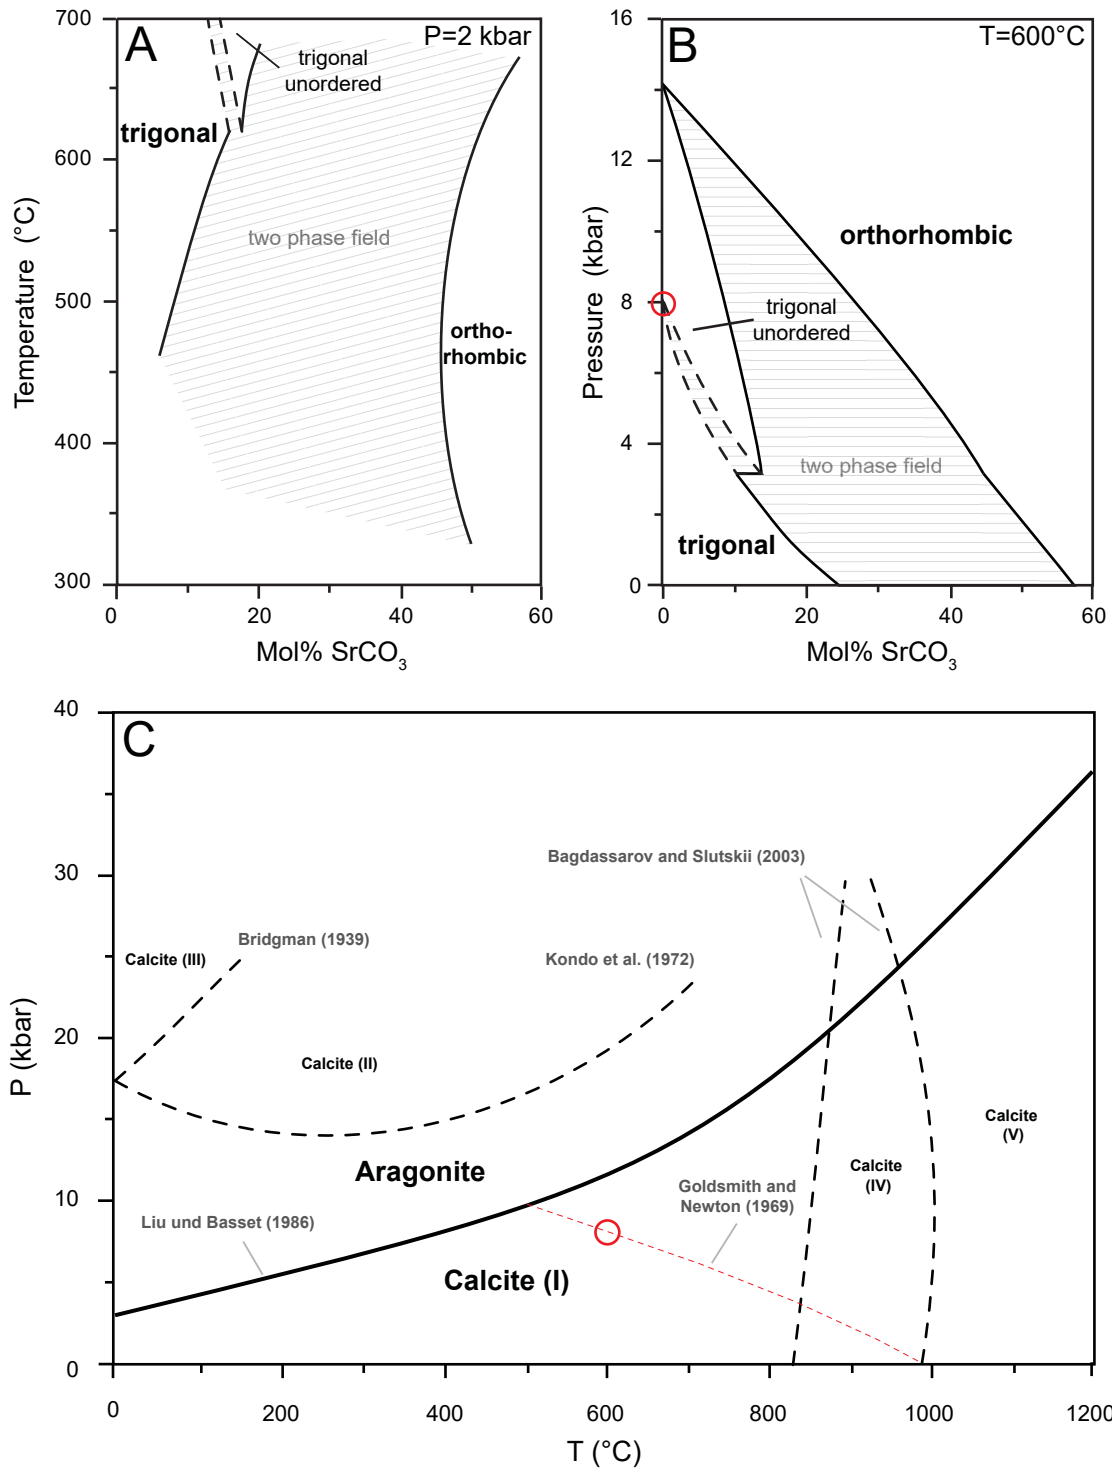 A
P=2 kbar
700
600
500
400
300
Temperature (°C)
trigonal
unordered
trigonal
two phase field
ortho-
rhombic
0
20
40
60
Mol% SrCO3
B
T=600°C
16
12
8
4
0
Pressure (kbar)
orthorhombic
trigonal
unordered
two phase field
trigonal
0
20
40
60
Mol% SrCO3
C
40
30
20
10
0
P (kbar)
Bagdassarov and Slutskii (2003)
Bridgman (1939)
Calcite (III)
Kondo et al. (1972)
Calcite (II)
Calcite
(V)
Aragonite
Calcite
(IV)
Goldsmith and
Newton (1969)
Liu und Basset (1986)
Calcite (I)
0
200
400
600
800
1000
1200
T (°C)